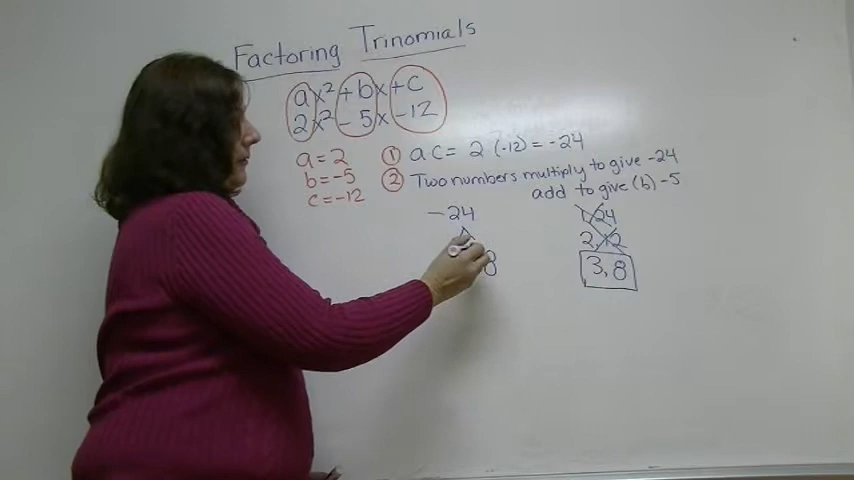 Factoring Trinomials
ax² + bx + c
2x² - 5x - 12
a = 2
b = -5
c = -12
① ac = 2 (-12) = -24
② Two numbers multiply to give -24
add to give (b) -5
-24
8
1, 24
2, 12
3, 8